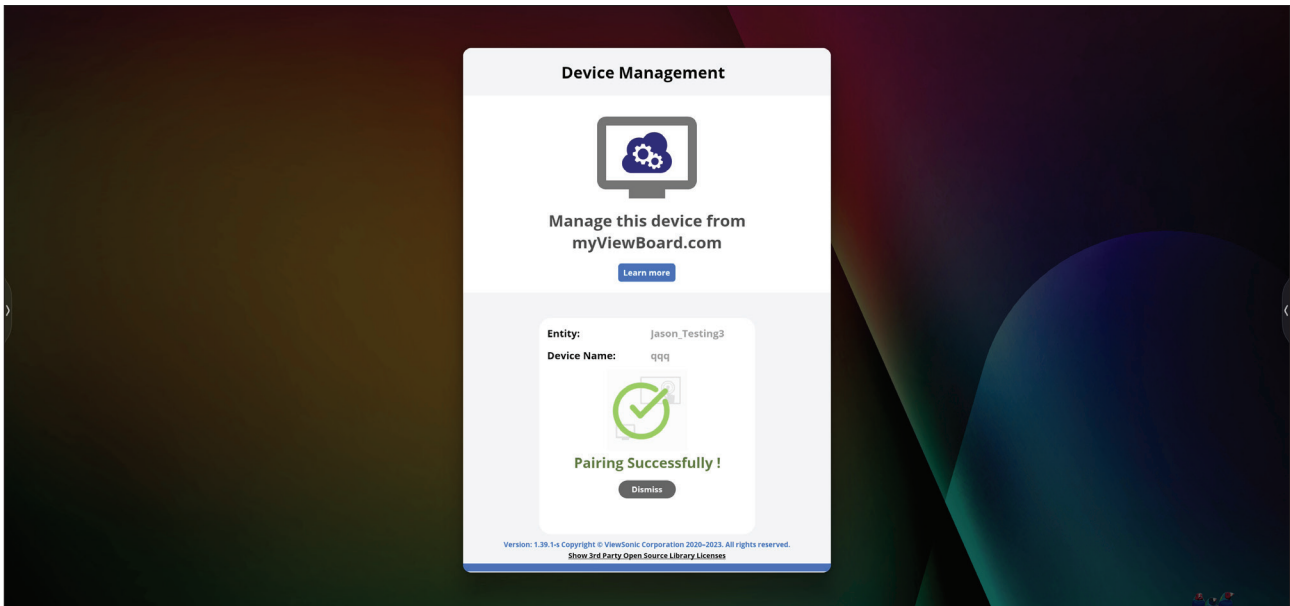 Device Management
Manage this device from
myViewBoard.com
Learn more
Entity: Jason_Testing3
Device Name: qqq
Pairing Successfully !
Dismiss
Version: 1.39.1-s Copyright © ViewSonic Corporation 2020–2023. All rights reserved.
Show 3rd Party Open Source Library Licenses